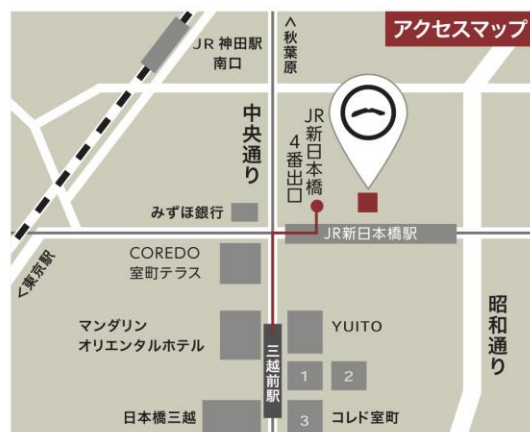 アクセスマップ
JR 神田駅
南口
<秋葉原
中央通り
JR新日本橋
4番出口
みずほ銀行
JR新日本橋駅
<東京駅
COREDO
室町テラス
昭和通り
マンダリン
オリエンタルホテル
三越前駅
YUITO
1
2
日本橋三越
3
コレド室町